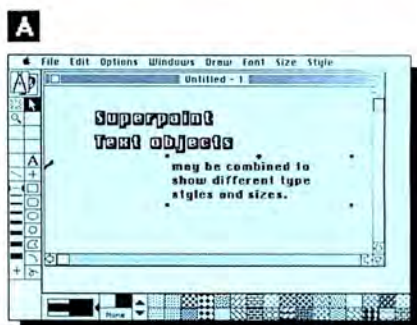 A
File Edit Options Windows Draw Font Size Style
Untitled - 1
Superpaint
Text objects
may be combined to
show different type
styles and sizes.
A
None